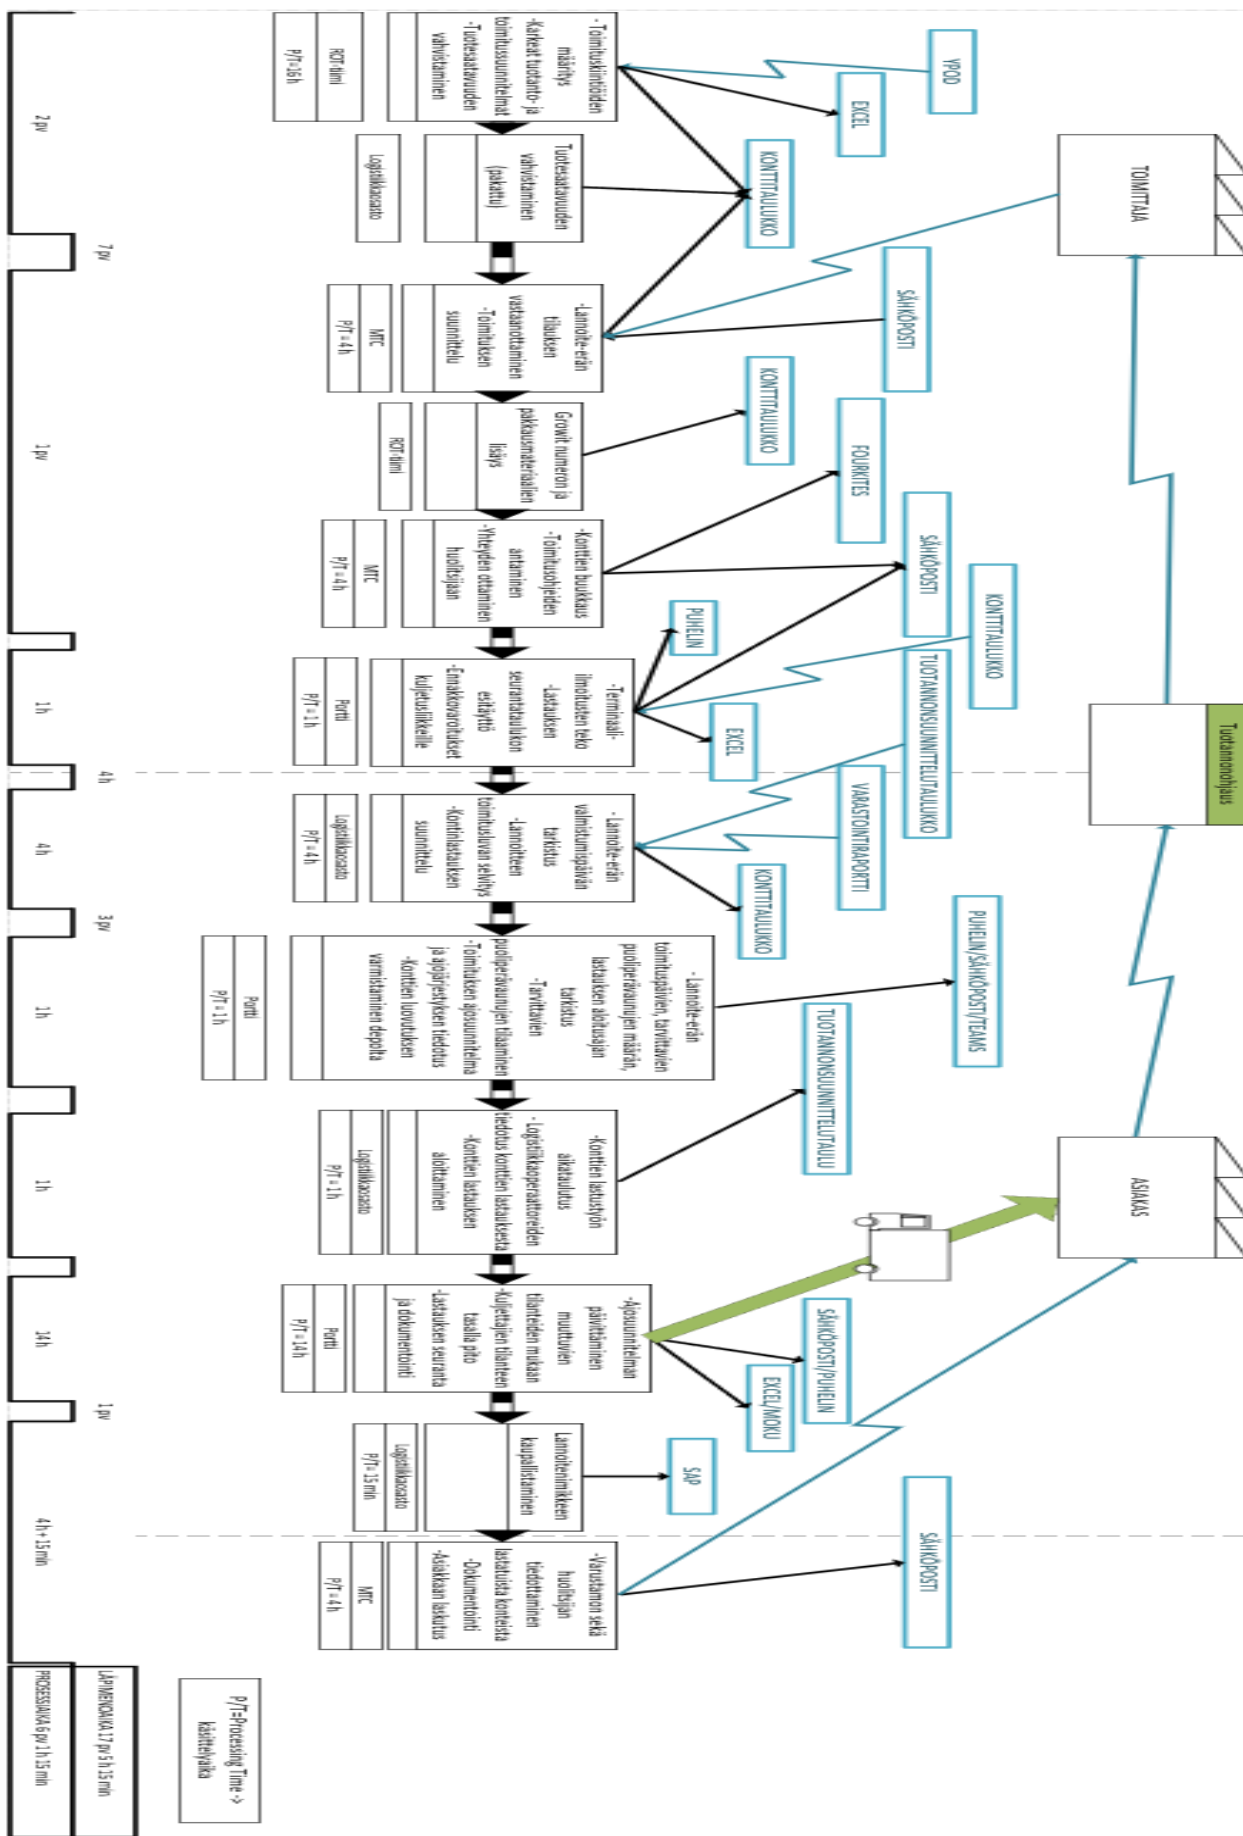 TOIMITTAJA
Tuotannonohjaus
ASIAKAS
YPOD
EXCEL
KONTTITAULUKKO
SÄHKÖPOSTI
KONTTITAULUKKO
FOURKITES
SÄHKÖPOSTI
KONTTITAULUKKO
PUHELIN
EXCEL
TUOTANNONSUUNNITTELUTAULUKKO
VARASTOINTIRAPORTTI
KONTTITAULUKKO
PUHELIN/SÄHKÖPOSTI/TEAMS
TUOTANNONSUUNNITTELUTAULU
SÄHKÖPOSTI/PUHELIN
EXCEL/MOKU
SAP
SÄHKÖPOSTI
- Toimituskiintiöiden
määritys
-Karkeat tuotanto- ja
toimitussuunnitelmat
-Tuotesaatavuuden
vahvistaminen
ROT-tiimi
P/T= 16 h
Tuotesaatavuuden
vahvistaminen
(pakattu)
Logistiikkaosasto
-Lannoite-erän
tilauksen
vastaanottaminen
-Toimituksen
suunnittelu
MTC
P/T = 4 h
Growit numeron ja
pakkausmateriaalien
lisäys
ROT-tiimi
-Konttien buukkaus
-Toimitusohjeiden
antaminen
-Yhteyden ottaminen
huolitsijaan
MTC
P/T = 4 h
-Terminaali-
ilmoitusten teko
-Lastauksen
seurantataulukon
esitäyttö
-Ennakkovaroitukset
kuljetusliikkeille
Portti
P/T = 1 h
- Lannoite-erän
valmistumispäivän
tarkistus
-Lannoitteen
toimitusluvan selvitys
-Kontinlastauksen
suunnittelu
Logistiikkaosasto
P/T = 4 h
- Lannoite-erän
toimituspäivien, tarvittavien
puoliperävaunujen määrän,
lastauksen aloitusajan
tarkistus
-Tarvittavien
puoliperävaunujen tilaaminen
-Toimituksen ajosuunnitelma
ja ajojärjestyksen tiedotus
-Konttien luovutuksen
varmistaminen depolta
Portti
P/T = 1 h
-Konttien lastustyön
aikataulutus
-Logistiikkaoperaattoreiden
tiedotus konttien lastauksesta
-Konttien lastauksen
aloittaminen
Logistiikkaosasto
P/T = 1 h
-Ajosuunnitelman
päivittäminen
muuttavien
tilanteiden mukaan
-Kuljettajien tilanteen
tasalla pito
-Lastauksen seuranta
ja dokumentointi
Portti
P/T = 14 h
Lannoitenimikkeen
kaupallistaminen
Logistiikkaosasto
P/T = 15 min
-Varustamon sekä
huolitsijan
tiedottaminen
lastatuista konteista
-Dokumentointi
-Asiakkaan laskutus
MTC
P/T = 4 h
P/T=Processing Time ->
käsittelyaika
7 pv
4 h
3 pv
1 pv
2 pv
1 pv
1 h
4 h
1 h
1 h
14 h
4 h + 15 min
LÄPIMENOAIKA 17 pv 5 h 15 min
PROSESSIAIKA 6 pv 1 h 15 min